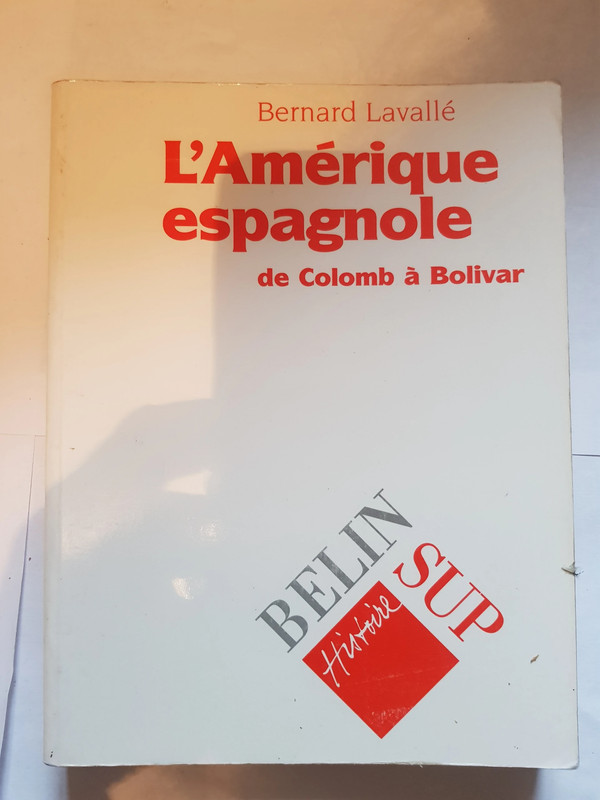 Bernard Lavallé
L'Amérique
espagnole
de Colomb à Bolivar
BELIN
SUP
Histoire